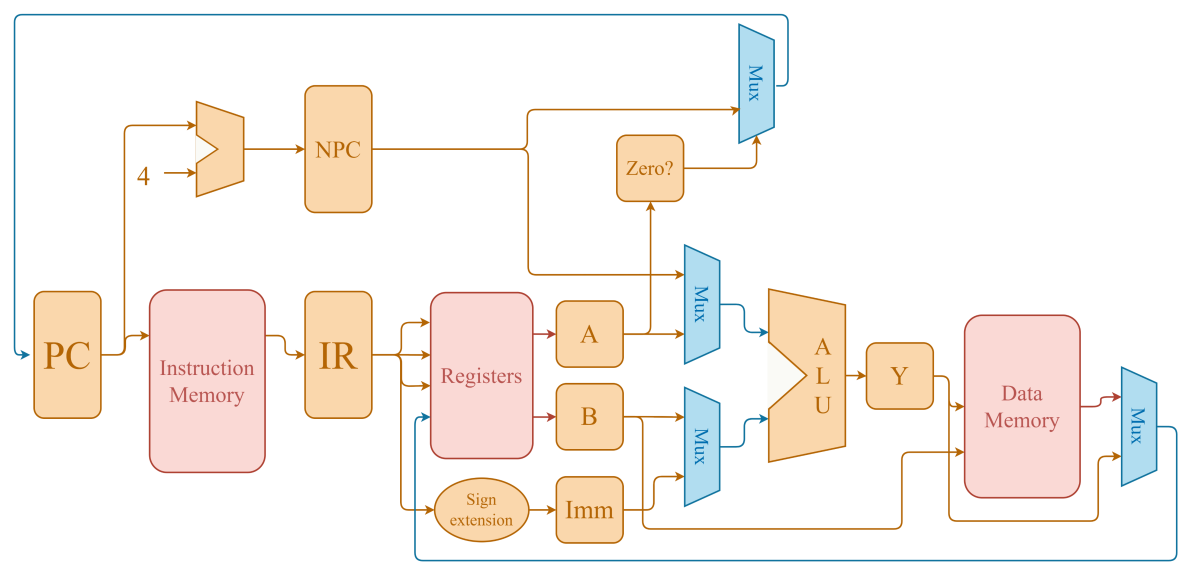 Mux
NPC
Zero?
4
Mux
PC
Instruction
Memory
IR
Registers
A
B
Mux
A
L
U
Y
Data
Memory
Mux
Sign
extension
Imm